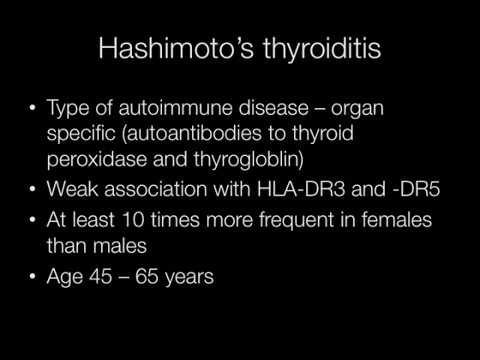 Hashimoto's thyroiditis
• Type of autoimmune disease – organ
specific (autoantibodies to thyroid
peroxidase and thyrogloblin)
• Weak association with HLA-DR3 and -DR5
• At least 10 times more frequent in females
than males
• Age 45 – 65 years